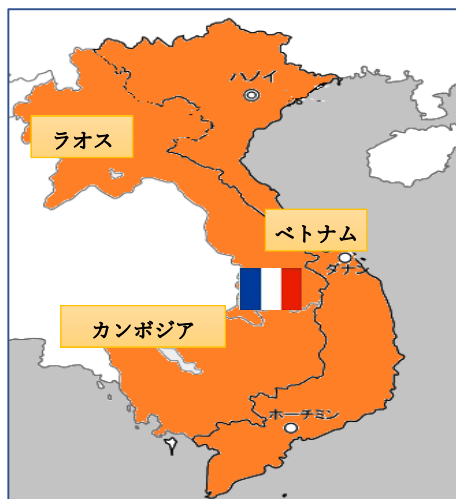 ハノイ
ラオス
ベトナム
ダナン
カンボジア
ホーチミン